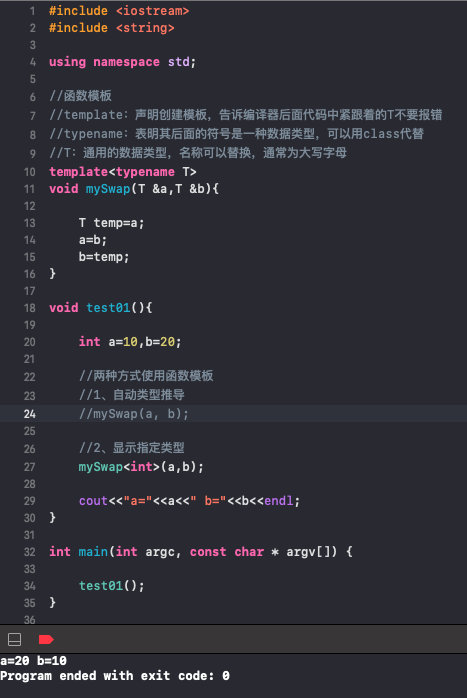 1 #include <iostream>
2 #include <string>
3
4 using namespace std;
5
6 //函数模板
7 //template：声明创建模板，告诉编译器后面代码中紧跟着的T不要报错
8 //typename：表明其后面的符号是一种数据类型，可以用class代替
9 //T：通用的数据类型，名称可以替换，通常为大写字母
10 template<typename T>
11 void mySwap(T &a,T &b){
12
13     T temp=a;
14     a=b;
15     b=temp;
16 }
17
18 void test01(){
19
20     int a=10,b=20;
21
22     //两种方式使用函数模板
23     //1、自动类型推导
24     //mySwap(a, b);
25
26     //2、显示指定类型
27     mySwap<int>(a,b);
28
29     cout<<"a="<<a<<" b="<<b<<endl;
30 }
31
32 int main(int argc, const char * argv[]) {
33
34     test01();
35 }
36
a=20 b=10
Program ended with exit code: 0